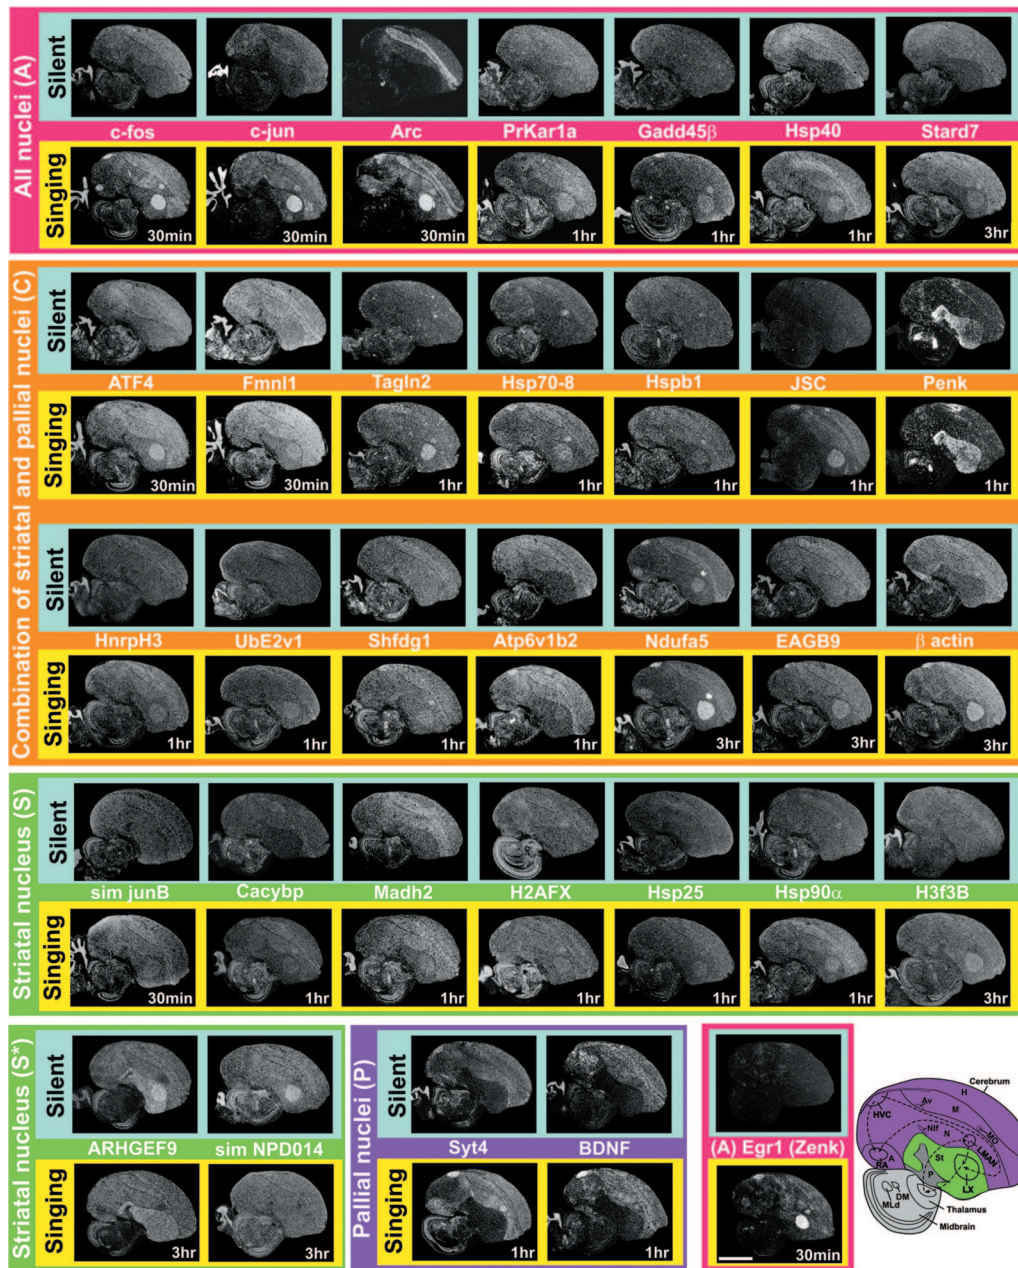 All nuclei (A)
Silent
c-fos c-jun Arc PrKar1a Gadd45β Hsp40 Stard7
Singing
30min 30min 30min 1hr 1hr 1hr 3hr
Combination of striatal and pallial nuclei (C)
Silent
ATF4 Fmnl1 Tagln2 Hsp70-8 Hspb1 JSC Penk
Singing
30min 30min 1hr 1hr 1hr 1hr 1hr
Silent
HnrpH3 UbE2v1 Shfdg1 Atp6v1b2 Ndufa5 EAGB9 β actin
Singing
1hr 1hr 1hr 1hr 3hr 3hr 3hr
Striatal nucleus (S)
Silent
sim junB Cacybp Madh2 H2AFX Hsp25 Hsp90α H3f3B
Singing
30min 1hr 1hr 1hr 1hr 1hr 3hr
Striatal nucleus (S*)
Silent
ARHGEF9 sim NPD014
Singing
3hr 3hr
Pallial nuclei (P)
Silent
Syt4 BDNF
Singing
1hr 1hr
(A) Egr1 (Zenk)
30min
Cerebrum
H
Av
M
HVC
MO
Nlf N
LMAN
A St
RA
P
LX
DM
MLd
Thalamus
Midbrain